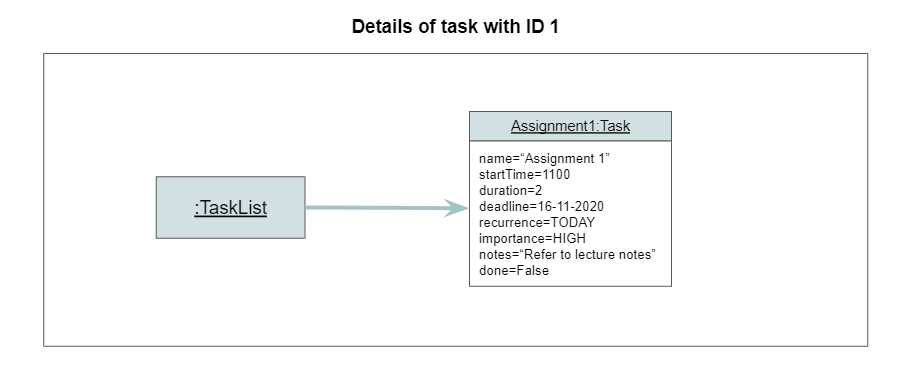 Details of task with ID 1
:TaskList
Assignment1:Task
name=“Assignment 1”
startTime=1100
duration=2
deadline=16-11-2020
recurrence=TODAY
importance=HIGH
notes=“Refer to lecture notes”
done=False